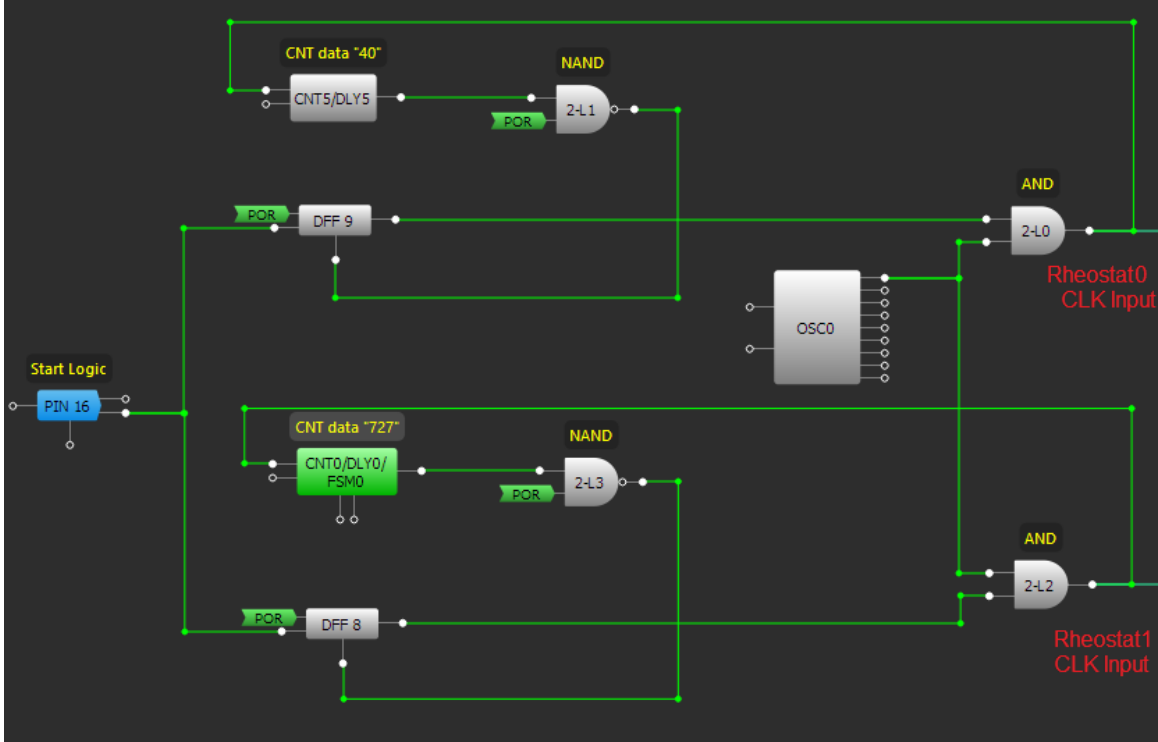 CNT data "40"
CNT5/DLY5
NAND
2-L1
POR
POR
DFF 9
AND
2-L0
Rheostat0
CLK Input
OSC0
Start Logic
PIN 16
CNT data "727"
CNT0/DLY0/
FSM0
NAND
2-L3
POR
AND
2-L2
POR
DFF 8
Rheostat1
CLK Input